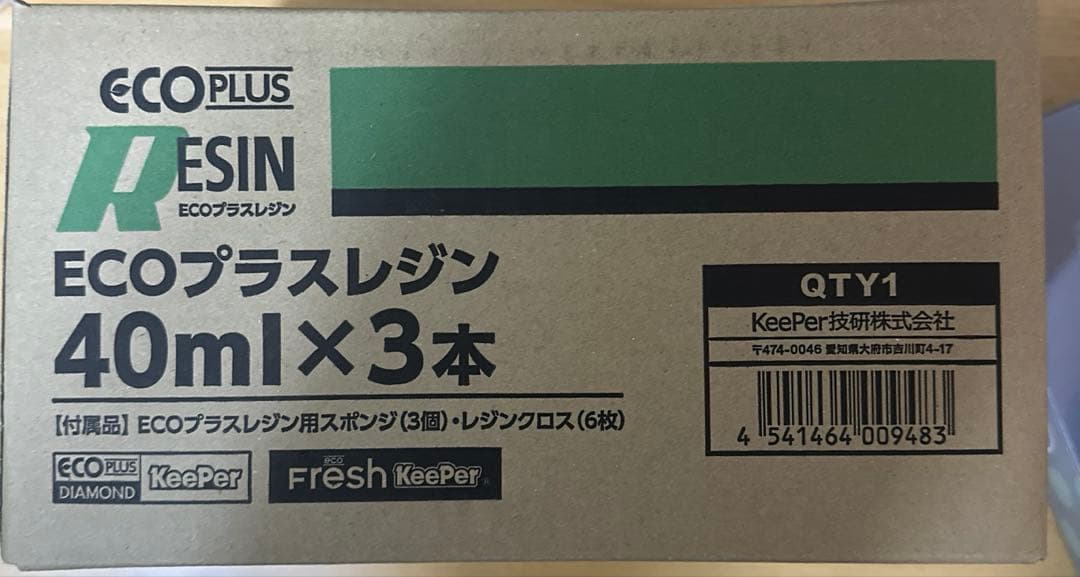 ECO PLUS
RESIN
ECOプラスレジン
ECOプラスレジン
40ml×3本
【付属品】ECOプラスレジン用スポンジ(3個)・レジンクロス(6枚)
ECO PLUS
DIAMOND
KeePer
eco
Fresh KeePer®
QTY1
KeePer技研株式会社
〒474-0046 愛知県大府市吉川町4-17
4 541464 009483